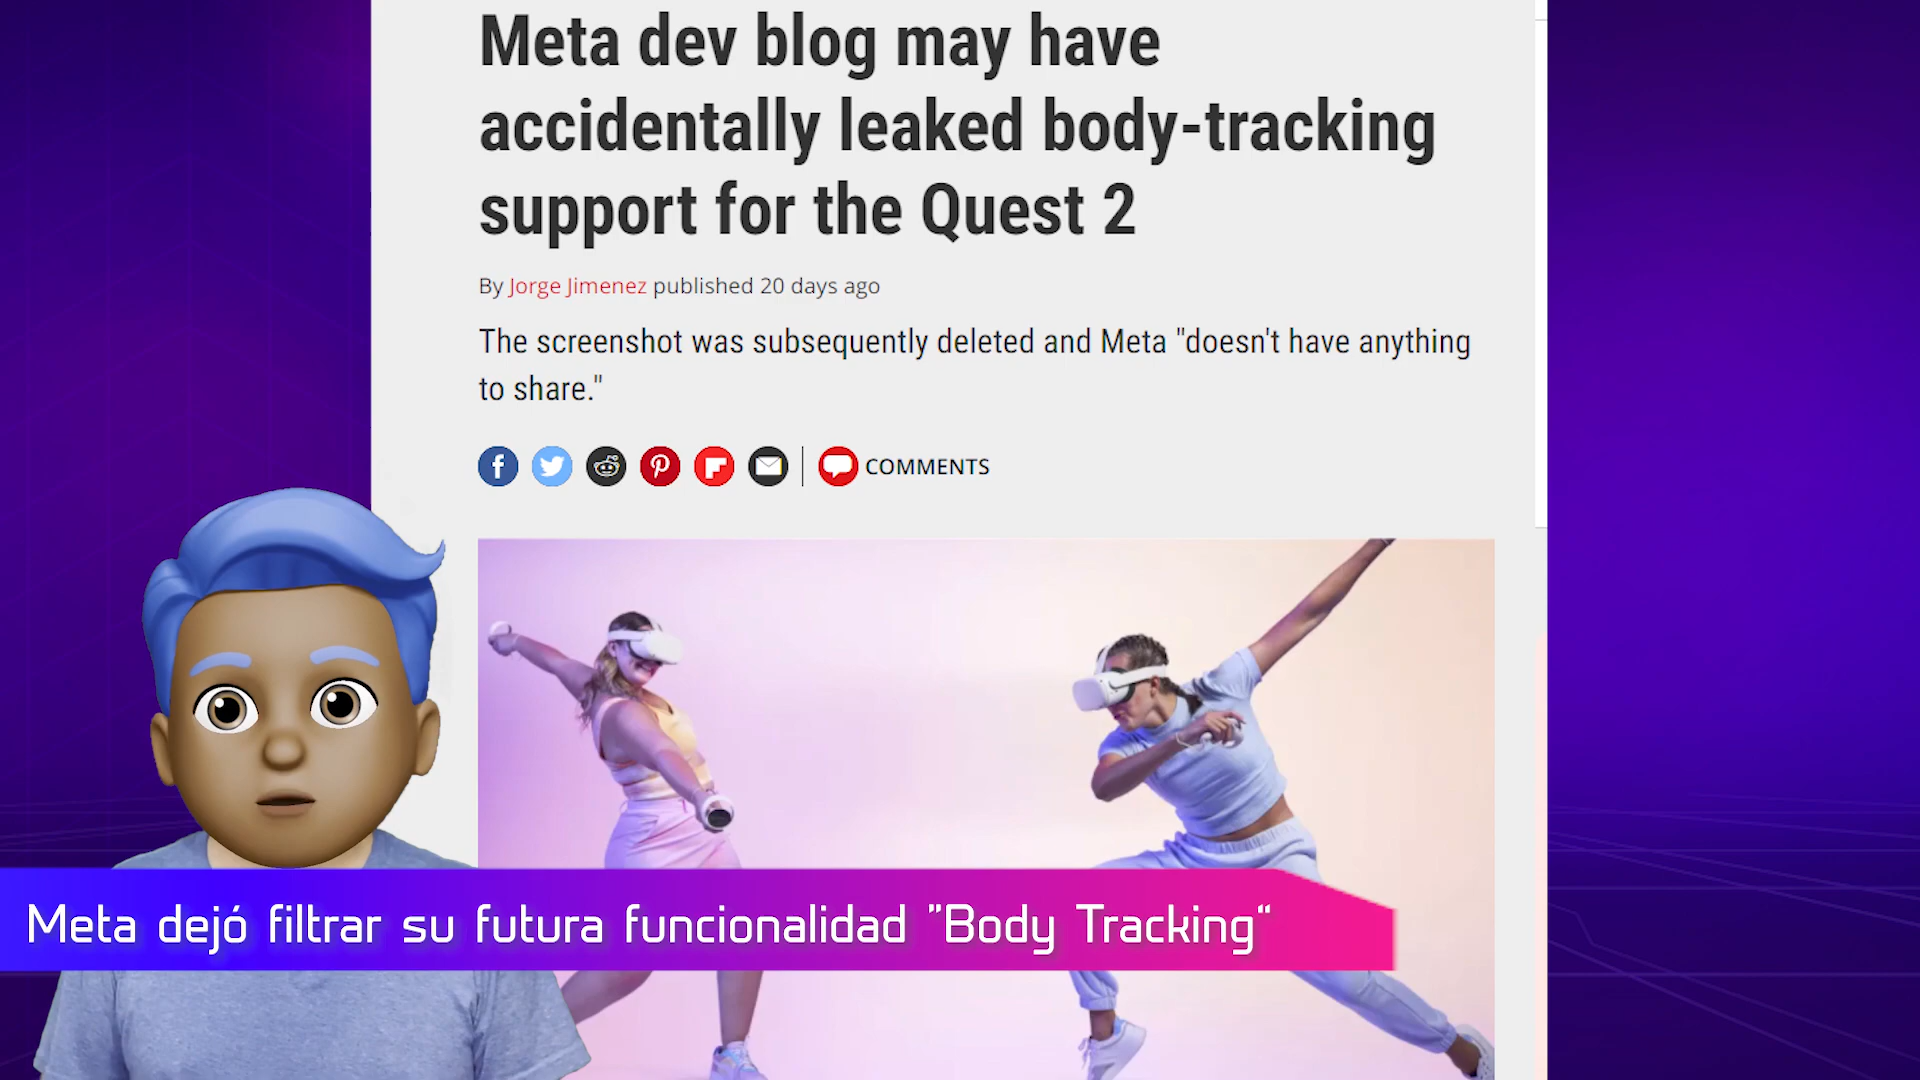 Meta dev blog may have
accidentally leaked body-tracking
support for the Quest 2
By Jorge Jimenez published 20 days ago
The screenshot was subsequently deleted and Meta "doesn't have anything
to share."
COMMENTS
Meta dejó filtrar su futura funcionalidad "Body Tracking"